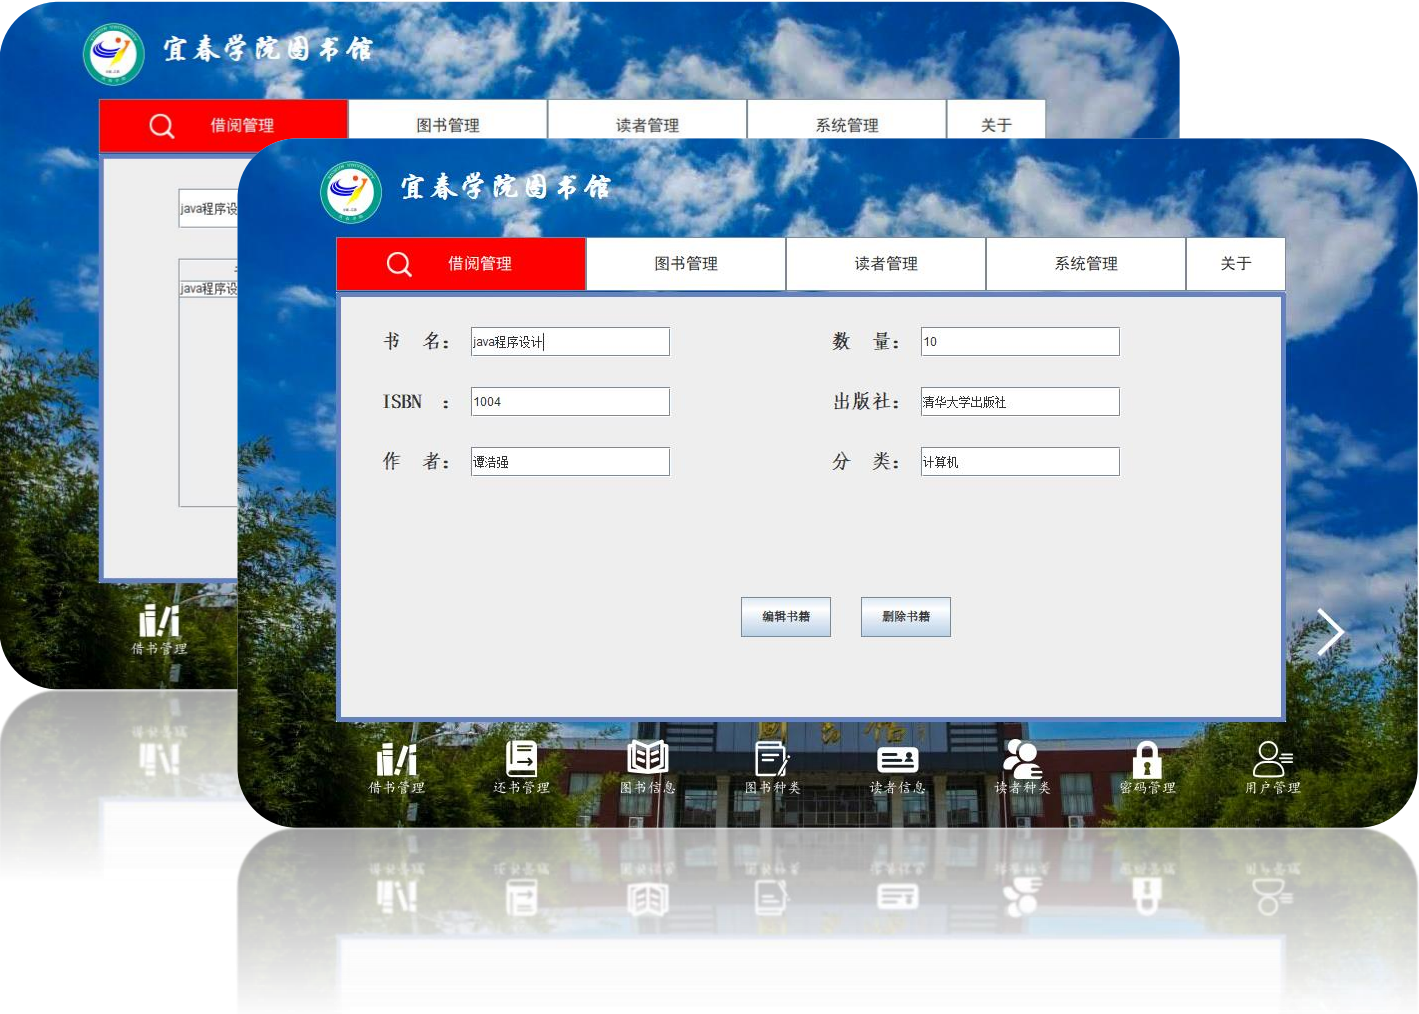 宜春学院图书馆
借阅管理 图书管理 读者管理 系统管理 关于
java程序设
java程序设
借书管理
宜春学院图书馆
借阅管理 图书管理 读者管理 系统管理 关于
书 名： java程序设计 数 量： 10
ISBN ： 1004 出版社： 清华大学出版社
作 者： 谭浩强 分 类： 计算机
编辑书籍 删除书籍
借书管理 还书管理 图书信息 图书种类 读者信息 读者种类 密码管理 用户管理